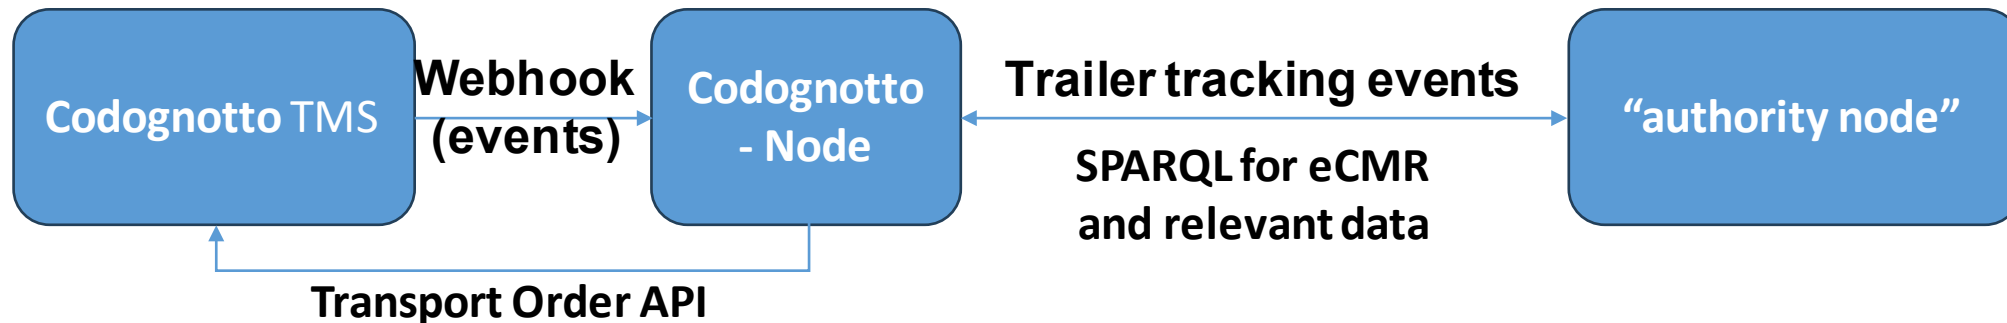 Codognotto TMS
Webhook
(events)
Codognotto
- Node
Trailer tracking events
SPARQL for eCMR
and relevant data
“authority node”
Transport Order API